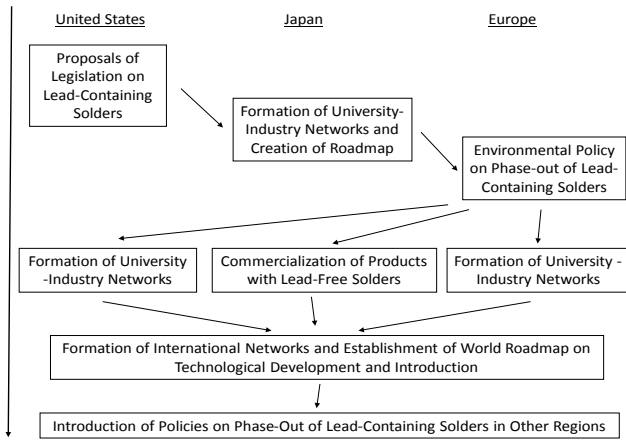 United States
Japan
Europe
Proposals of
Legislation on
Lead-Containing
Solders
Formation of University-
Industry Networks and
Creation of Roadmap
Environmental Policy
on Phase-out of Lead-
Containing Solders
Formation of University
-Industry Networks
Commercialization of Products
with Lead-Free Solders
Formation of University -
Industry Networks
Formation of International Networks and Establishment of World Roadmap on
Technological Development and Introduction
Introduction of Policies on Phase-Out of Lead-Containing Solders in Other Regions